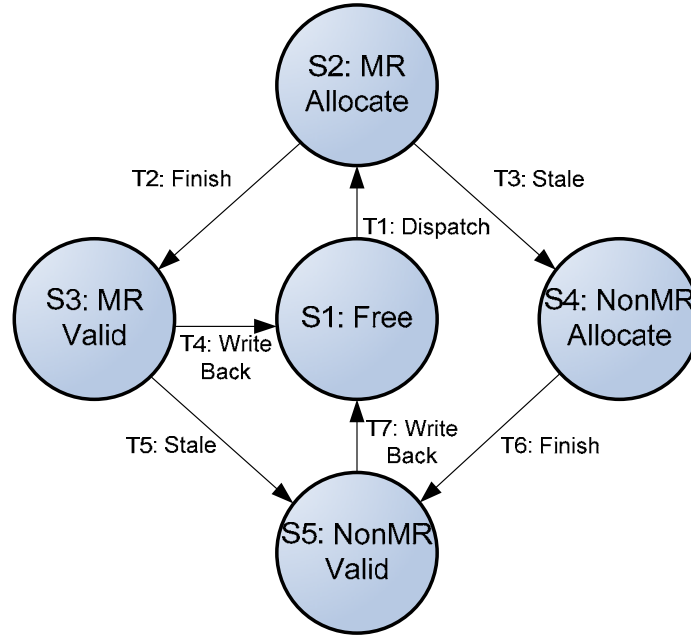 S2: MR
Allocate
T2: Finish
T3: Stale
T1: Dispatch
S3: MR
Valid
S1: Free
S4: NonMR
Allocate
T4: Write
Back
T5: Stale
T7: Write
Back
T6: Finish
S5: NonMR
Valid